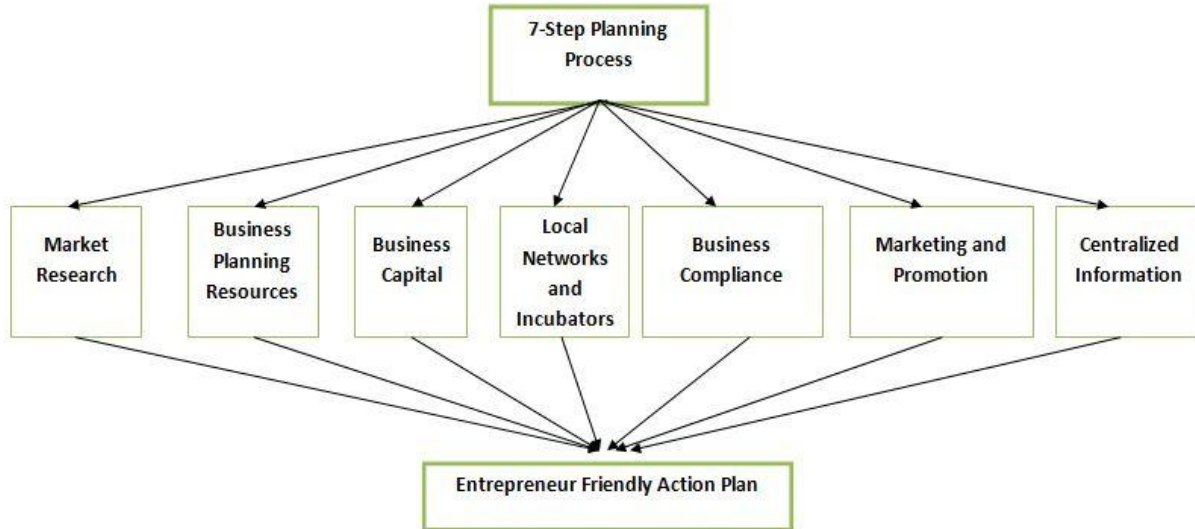 7-Step Planning
Process
Market
Research
Business
Planning
Resources
Business
Capital
Local
Networks
and
Incubators
Business
Compliance
Marketing and
Promotion
Centralized
Information
Entrepreneur Friendly Action Plan